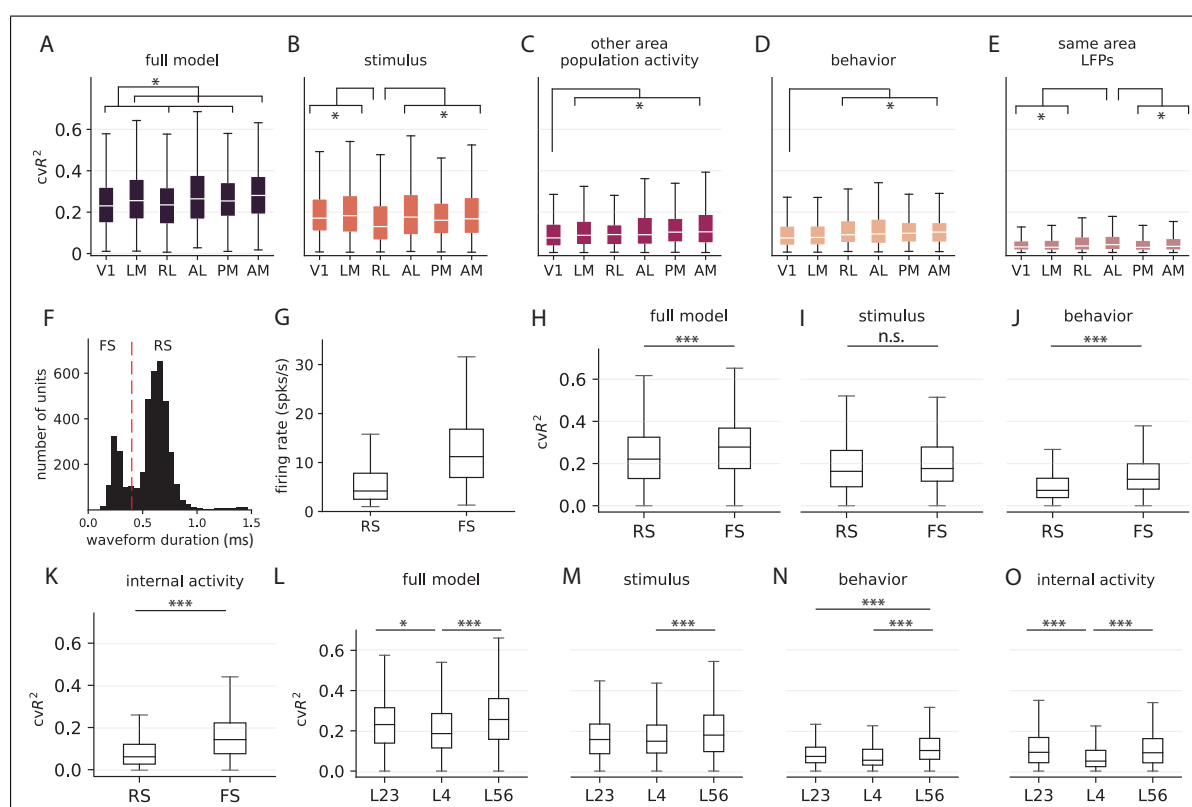 A
full model
*
cvR²
0.6
0.4
0.2
0
V1 LM RL AL PM AM
B
stimulus
* *
V1 LM RL AL PM AM
C
other area
population activity
*
V1 LM RL AL PM AM
D
behavior
*
V1 LM RL AL PM AM
E
same area
LFPs
* *
V1 LM RL AL PM AM
F
FS RS
number of units
600
400
200
0.0 0.5 1.0 1.5
waveform duration (ms)
G
firing rate (spks/s)
30
20
10
0
RS FS
H
full model
***
cvR²
0.6
0.4
0.2
0.0
RS FS
I
stimulus
n.s.
RS FS
J
behavior
***
RS FS
K
internal activity
***
cvR²
0.6
0.4
0.2
0.0
RS FS
L
full model
* ***
cvR²
0.6
0.4
0.2
0.0
L23 L4 L56
M
stimulus
***
L23 L4 L56
N
behavior
***
***
L23 L4 L56
O
internal activity
*** ***
L23 L4 L56